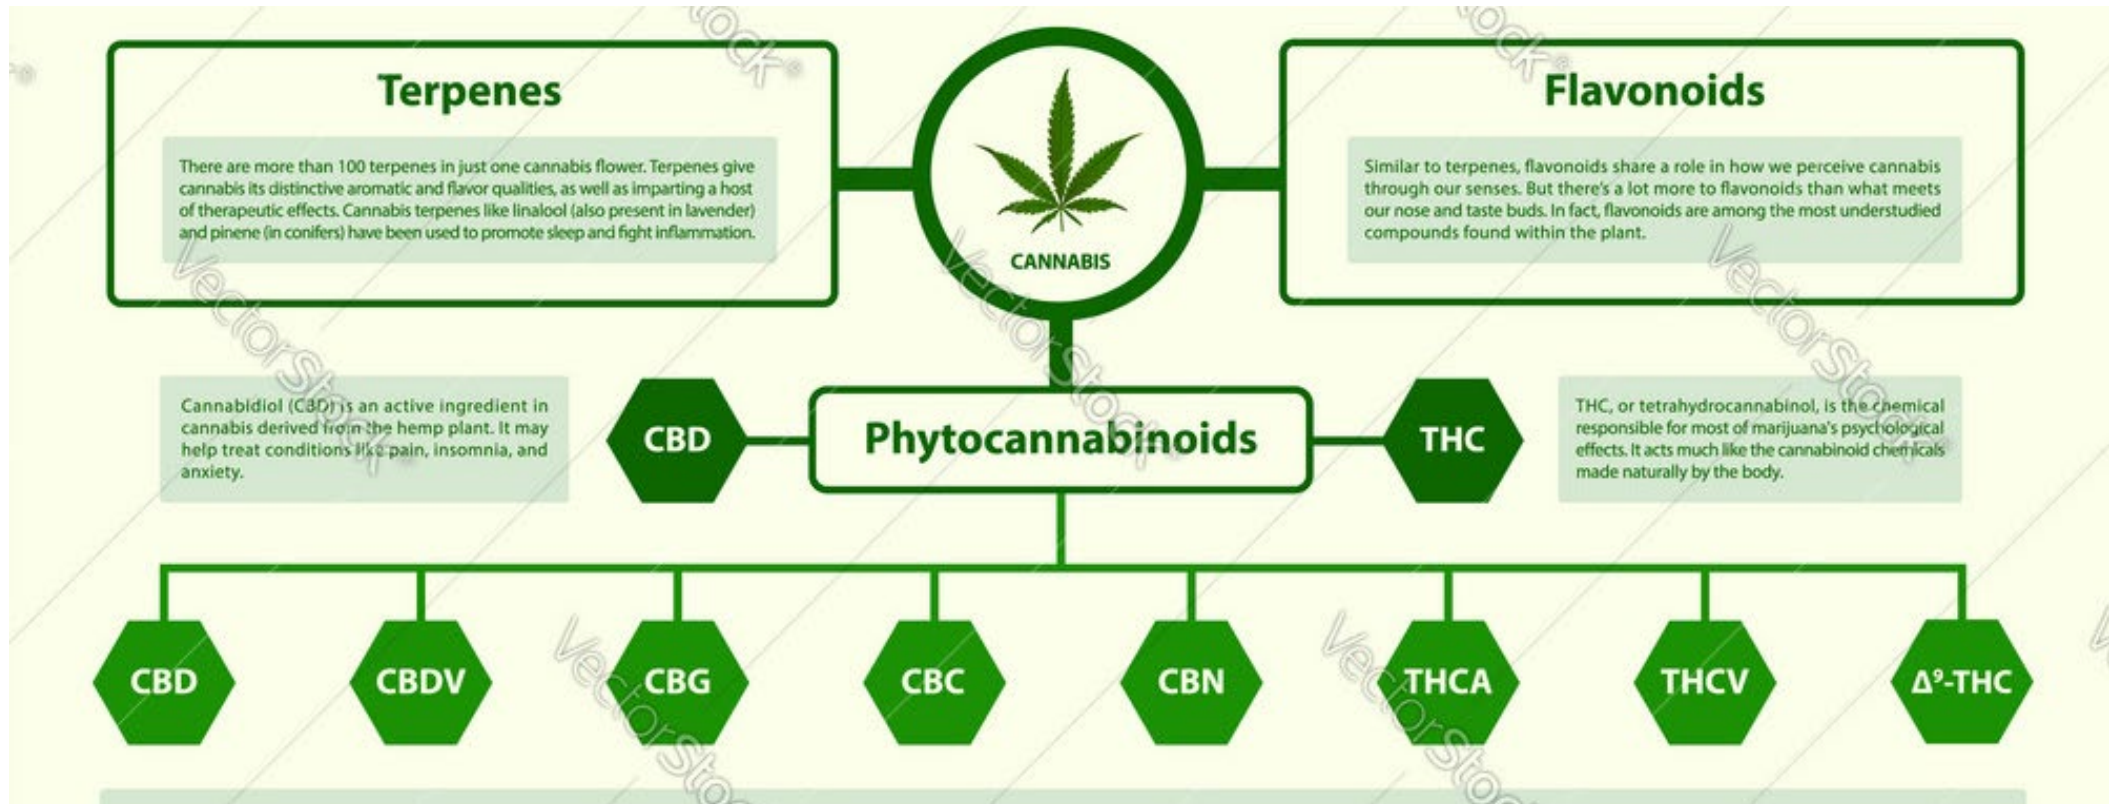 Terpenes
There are more than 100 terpenes in just one cannabis flower. Terpenes give
cannabis its distinctive aromatic and flavor qualities, as well as imparting a host
of therapeutic effects. Cannabis terpenes like linalool (also present in lavender)
and pinene (in conifers) have been used to promote sleep and fight inflammation.
CANNABIS
Flavonoids
Similar to terpenes, flavonoids share a role in how we perceive cannabis
through our senses. But there's a lot more to flavonoids than what meets
our nose and taste buds. In fact, flavonoids are among the most understudied
compounds found within the plant.
Cannabidiol (CBD) is an active ingredient in
cannabis derived from the hemp plant. It may
help treat conditions like pain, insomnia, and
anxiety.
CBD
Phytocannabinoids
THC
THC, or tetrahydrocannabinol, is the chemical
responsible for most of marijuana's psychological
effects. It acts much like the cannabinoid chemicals
made naturally by the body.
CBD
CBDV
CBG
CBC
CBN
THCA
THCV
Δ⁹-THC
VectorStock®
VectorStock®
VectorStock®
VectorStock
VectorStock